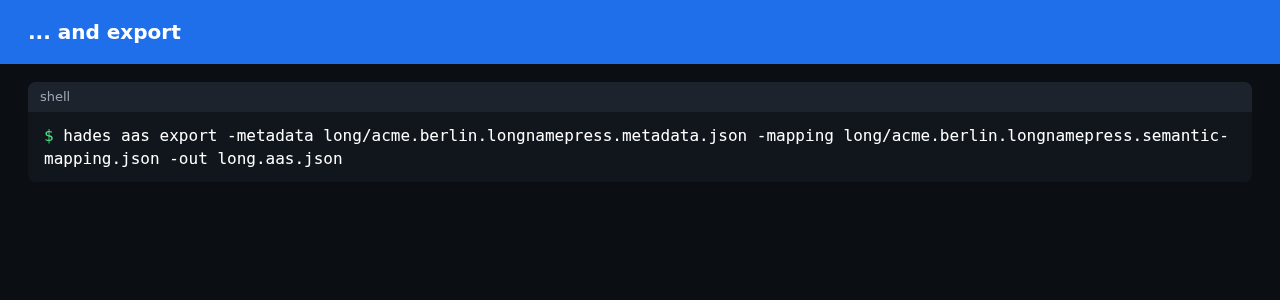 ... and export
shell
$ hades aas export -metadata long/acme.berlin.longnamepress.metadata.json -mapping long/acme.berlin.longnamepress.semantic-
mapping.json -out long.aas.json